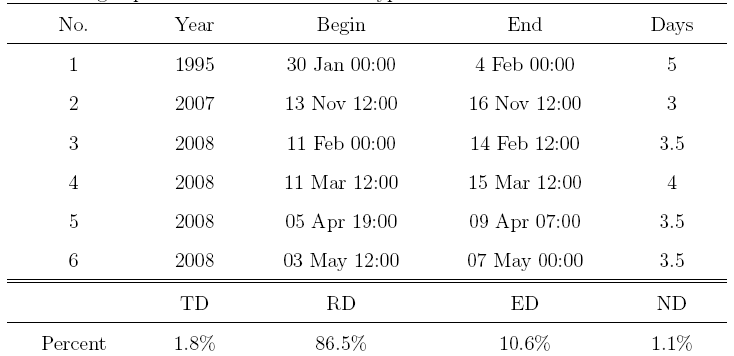 No. Year Begin End Days
1 1995 30 Jan 00:00 4 Feb 00:00 5
2 2007 13 Nov 12:00 16 Nov 12:00 3
3 2008 11 Feb 00:00 14 Feb 12:00 3.5
4 2008 11 Mar 12:00 15 Mar 12:00 4
5 2008 05 Apr 19:00 09 Apr 07:00 3.5
6 2008 03 May 12:00 07 May 00:00 3.5
TD RD ED ND
Percent 1.8% 86.5% 10.6% 1.1%